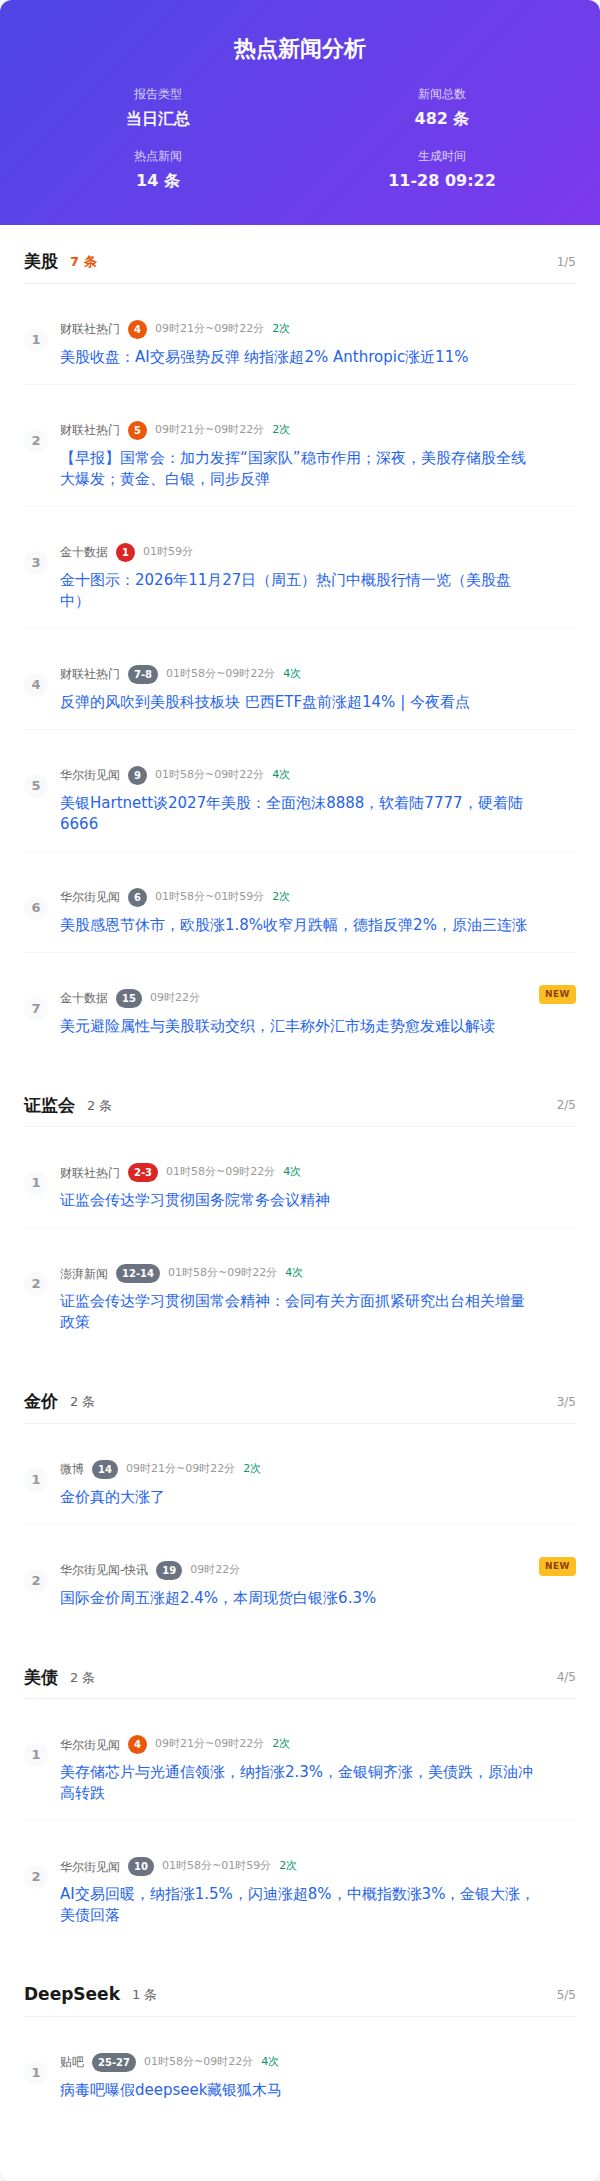 热点新闻分析
报告类型
新闻总数
当日汇总
482 条
热点新闻
生成时间
14 条
11-28 09:22
美股 7 条 1/5
1
财联社热门 4 09时21分~09时22分 2次
美股收盘：AI交易强势反弹 纳指涨超2% Anthropic涨近11%
2
财联社热门 5 09时21分~09时22分 2次
【早报】国常会：加力发挥“国家队”稳市作用；深夜，美股存储股全线
大爆发；黄金、白银，同步反弹
3
金十数据 1 01时59分
金十图示：2026年11月27日（周五）热门中概股行情一览（美股盘
中）
4
财联社热门 7-8 01时58分~09时22分 4次
反弹的风吹到美股科技板块 巴西ETF盘前涨超14% | 今夜看点
5
华尔街见闻 9 01时58分~09时22分 4次
美银Hartnett谈2027年美股：全面泡沫8888，软着陆7777，硬着陆
6666
6
华尔街见闻 6 01时58分~01时59分 2次
美股感恩节休市，欧股涨1.8%收窄月跌幅，德指反弹2%，原油三连涨
7
金十数据 15 09时22分 NEW
美元避险属性与美股联动交织，汇丰称外汇市场走势愈发难以解读
证监会 2 条 2/5
1
财联社热门 2-3 01时58分~09时22分 4次
证监会传达学习贯彻国务院常务会议精神
2
澎湃新闻 12-14 01时58分~09时22分 4次
证监会传达学习贯彻国常会精神：会同有关方面抓紧研究出台相关增量
政策
金价 2 条 3/5
1
微博 14 09时21分~09时22分 2次
金价真的大涨了
2
华尔街见闻-快讯 19 09时22分 NEW
国际金价周五涨超2.4%，本周现货白银涨6.3%
美债 2 条 4/5
1
华尔街见闻 4 09时21分~09时22分 2次
美存储芯片与光通信领涨，纳指涨2.3%，金银铜齐涨，美债跌，原油冲
高转跌
2
华尔街见闻 10 01时58分~01时59分 2次
AI交易回暖，纳指涨1.5%，闪迪涨超8%，中概指数涨3%，金银大涨，
美债回落
DeepSeek 1 条 5/5
1
贴吧 25-27 01时58分~09时22分 4次
病毒吧曝假deepseek藏银狐木马